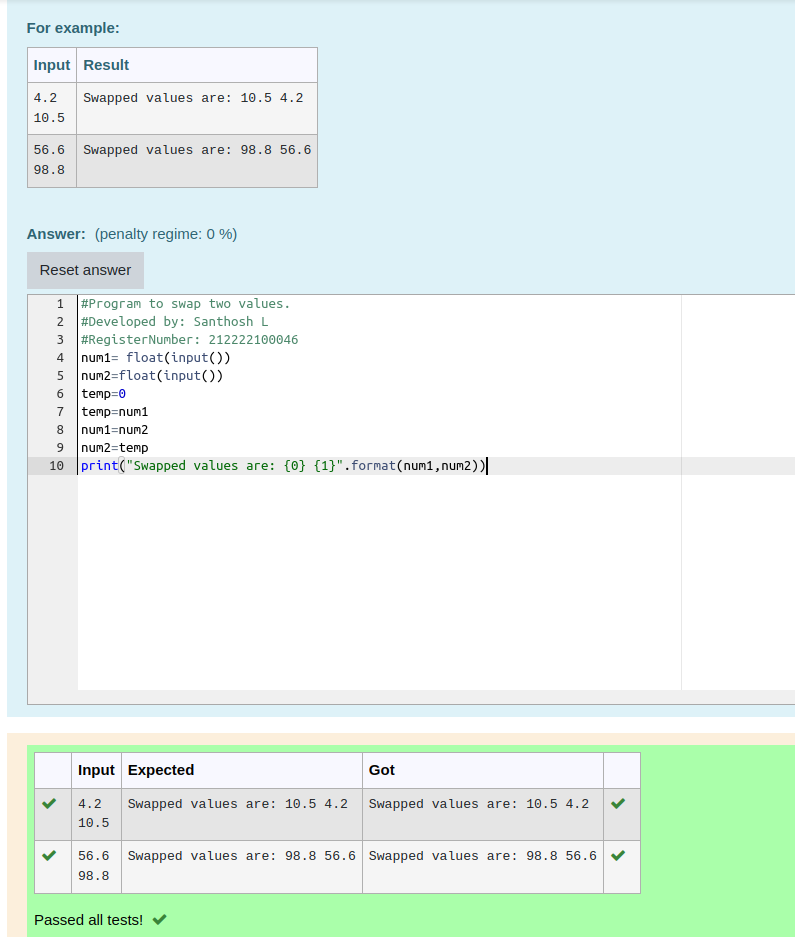 For example:
Input Result
4.2 Swapped values are: 10.5 4.2
10.5
56.6 Swapped values are: 98.8 56.6
98.8
Answer: (penalty regime: 0 %)
Reset answer
1 #Program to swap two values.
2 #Developed by: Santhosh L
3 #RegisterNumber: 212222100046
4 num1= float(input())
5 num2=float(input())
6 temp=0
7 temp=num1
8 num1=num2
9 num2=temp
10 print("Swapped values are: {0} {1}".format(num1,num2))
Input Expected Got
4.2 Swapped values are: 10.5 4.2 Swapped values are: 10.5 4.2
10.5
56.6 Swapped values are: 98.8 56.6 Swapped values are: 98.8 56.6
98.8
Passed all tests!